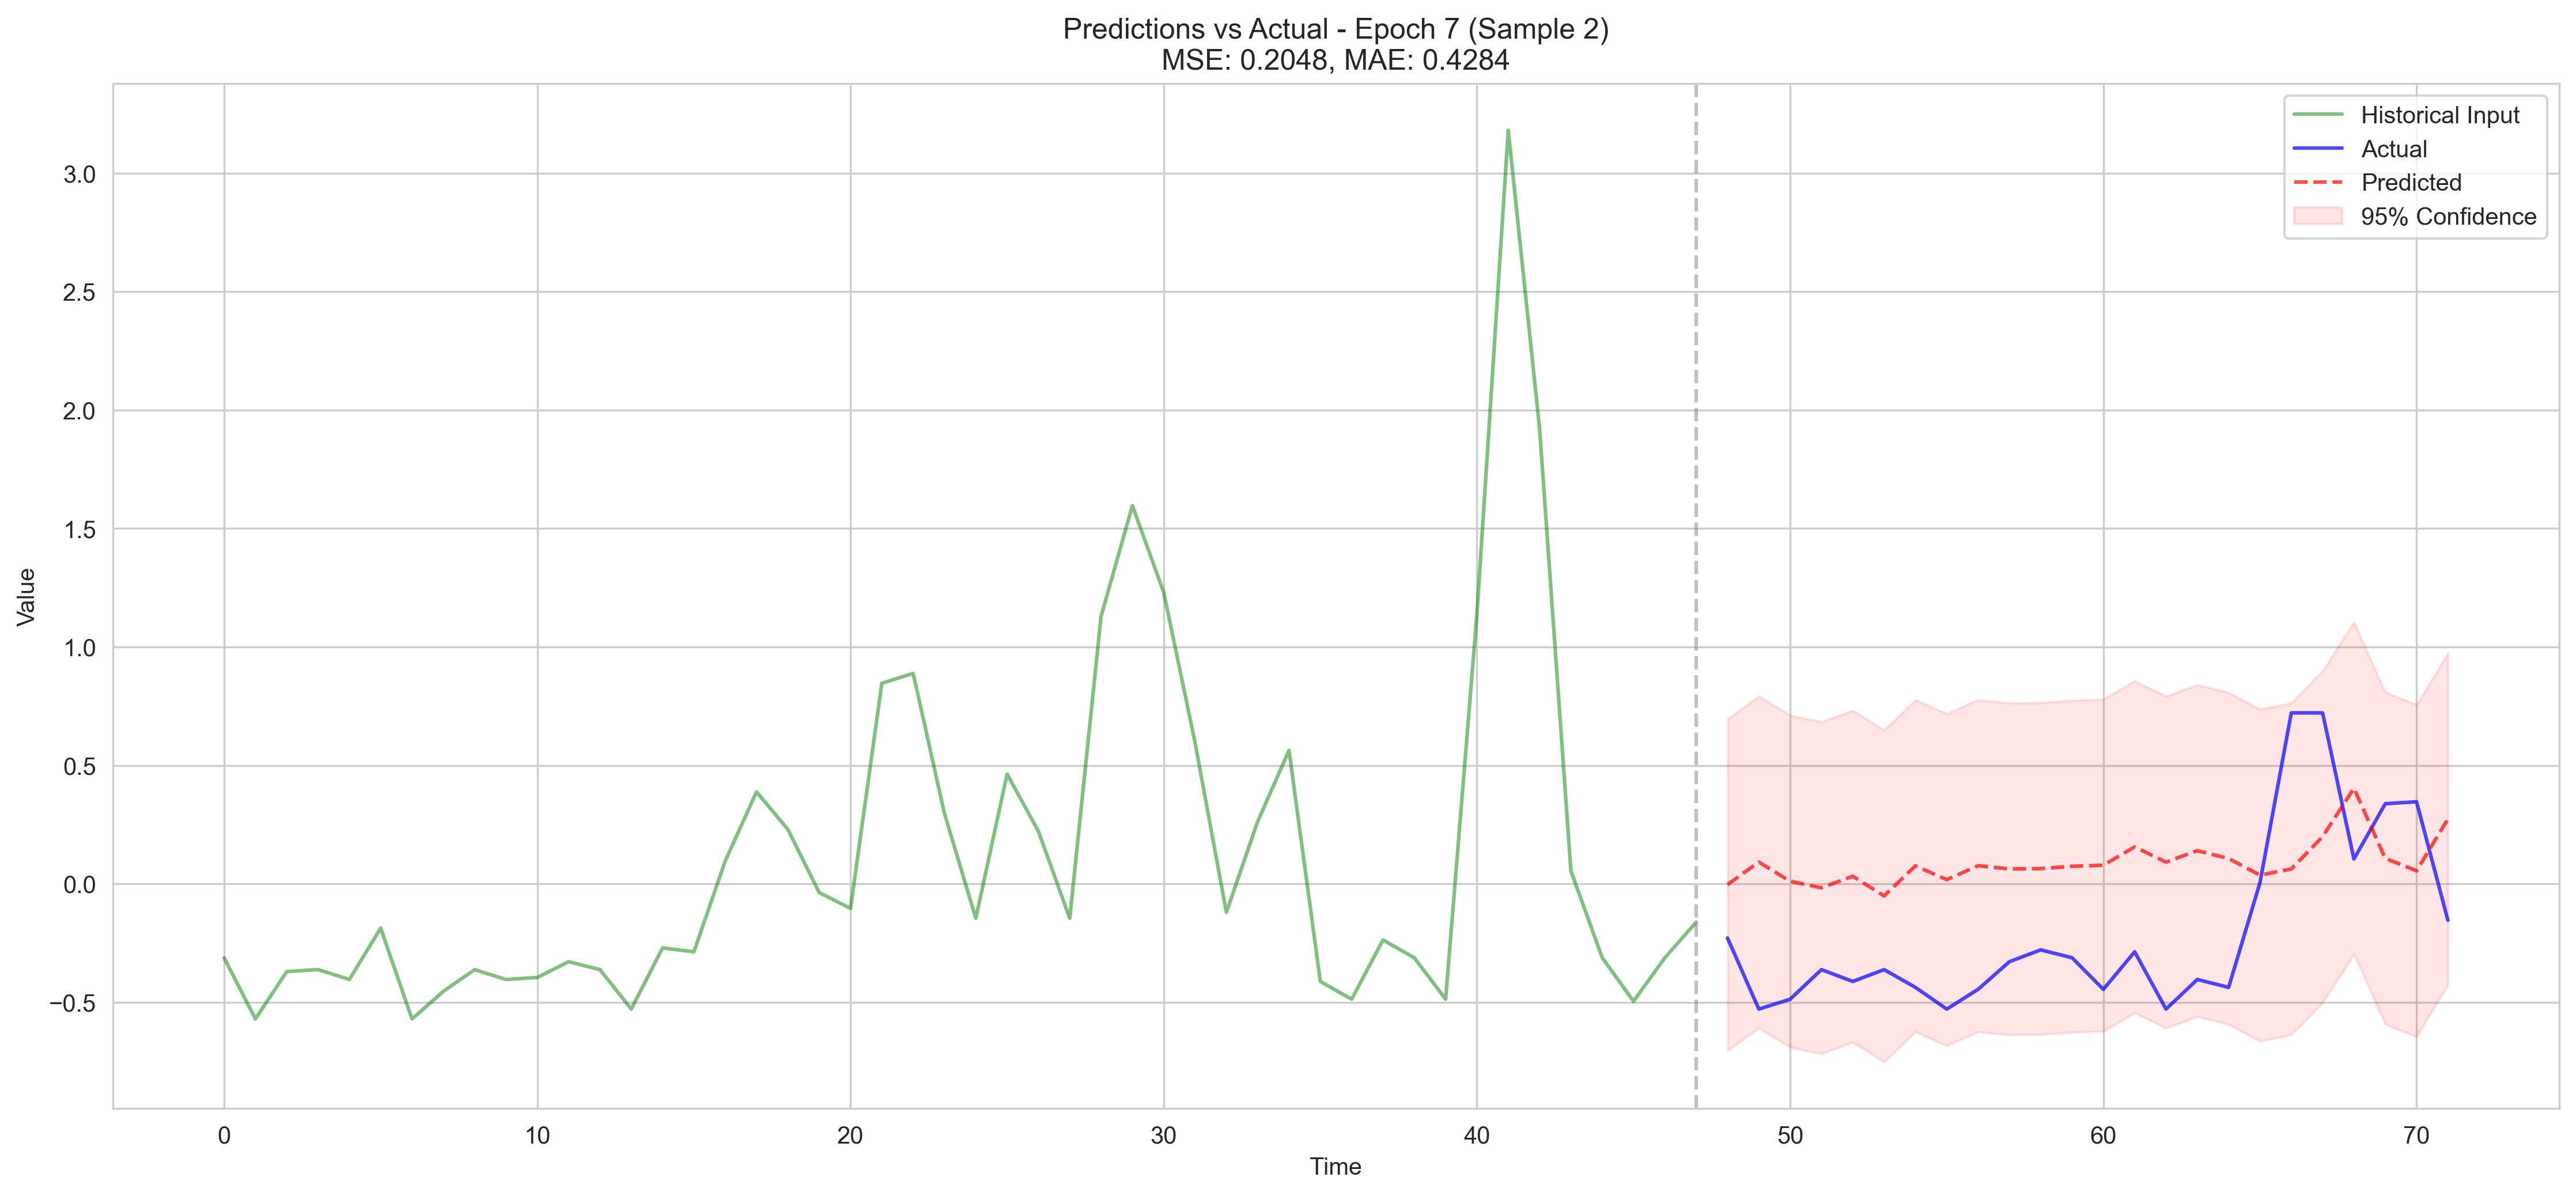 Predictions vs Actual - Epoch 7 (Sample 2)
MSE: 0.2048, MAE: 0.4284
Historical Input
Actual
Predicted
95% Confidence
Value
3.0
2.5
2.0
1.5
1.0
0.5
0.0
−0.5
0 10 20 30 40 50 60 70
Time